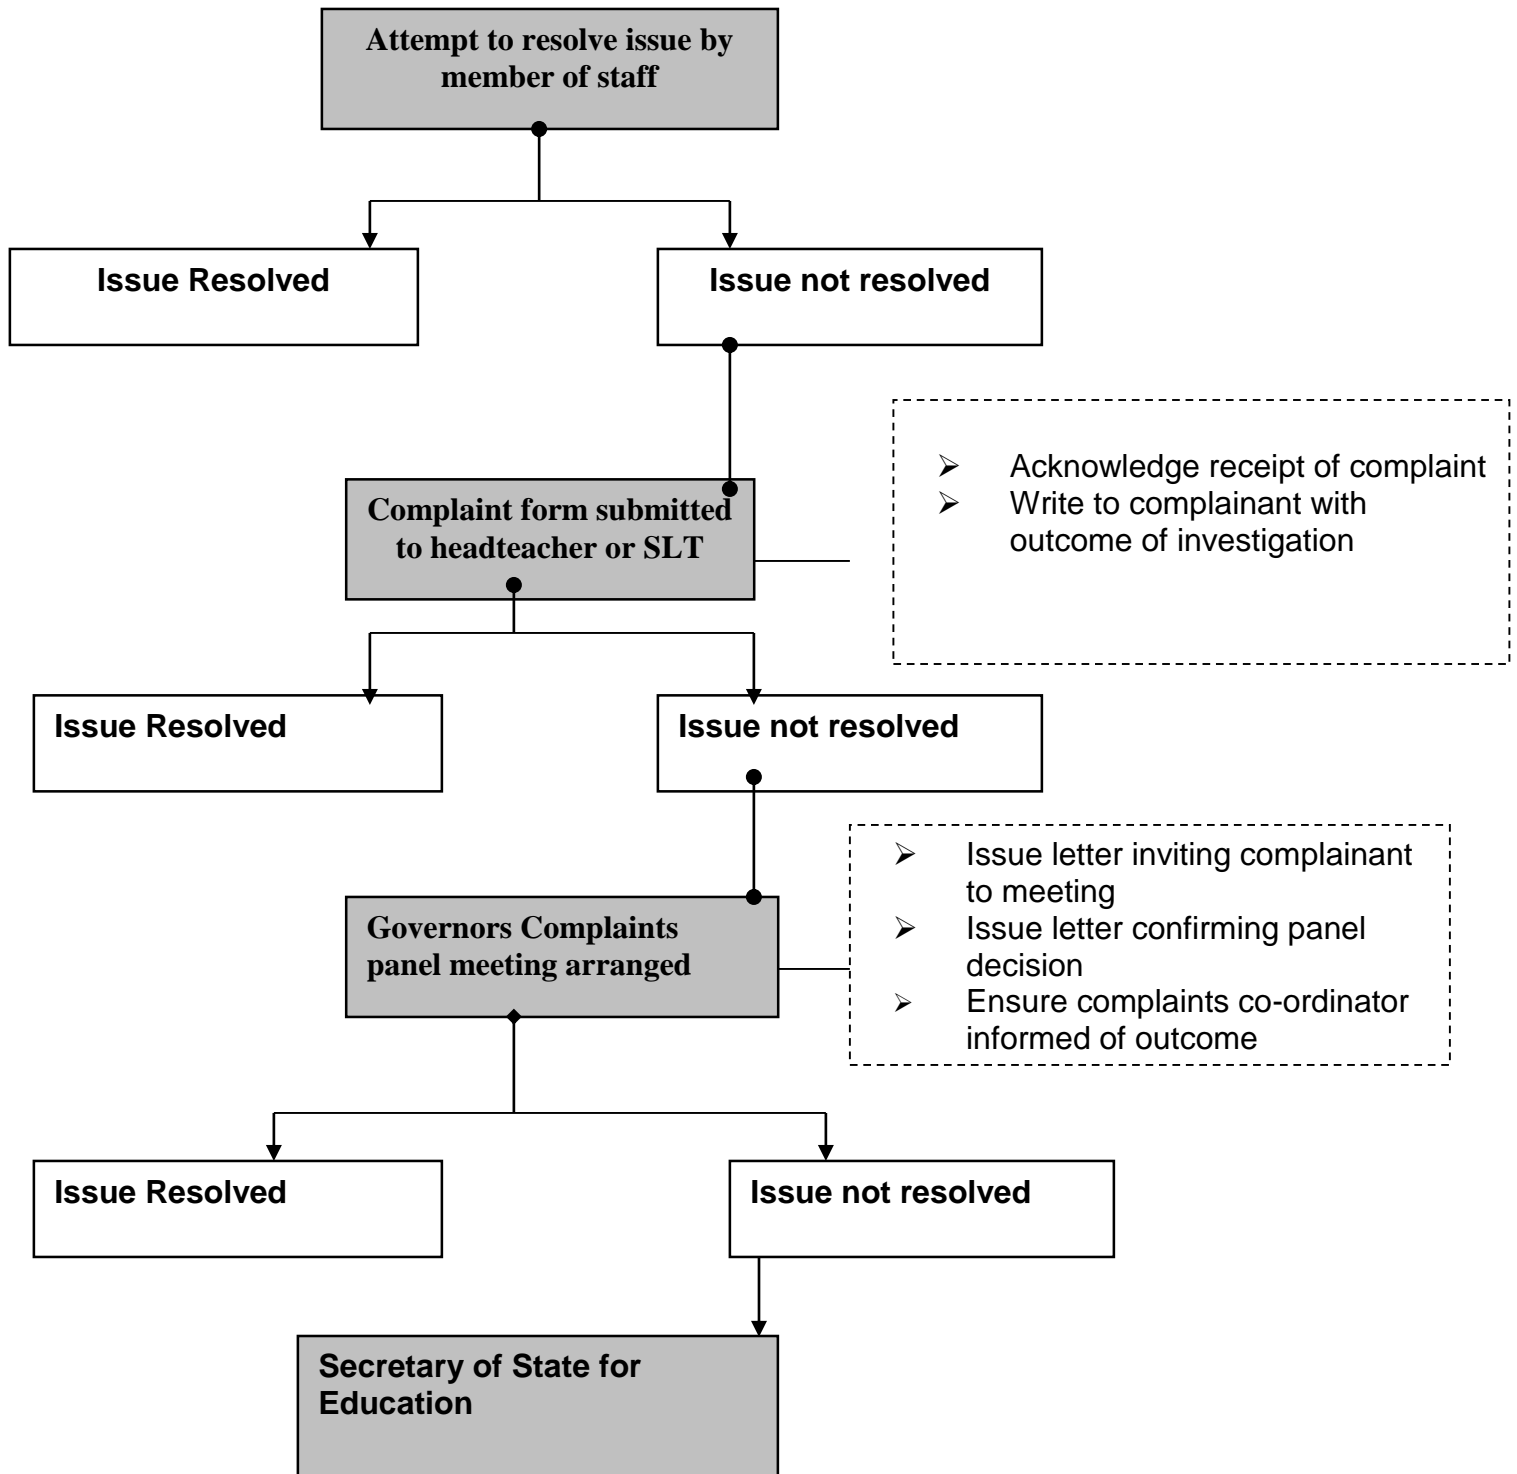 Attempt to resolve issue by
member of staff
Issue Resolved
Issue not resolved
➢ Acknowledge receipt of complaint
➢ Write to complainant with
outcome of investigation
Complaint form submitted
to headteacher or SLT
Issue Resolved
Issue not resolved
➢ Issue letter inviting complainant
to meeting
➢ Issue letter confirming panel
decision
➢ Ensure complaints co-ordinator
informed of outcome
Governors Complaints
panel meeting arranged
Issue Resolved
Issue not resolved
Secretary of State for
Education